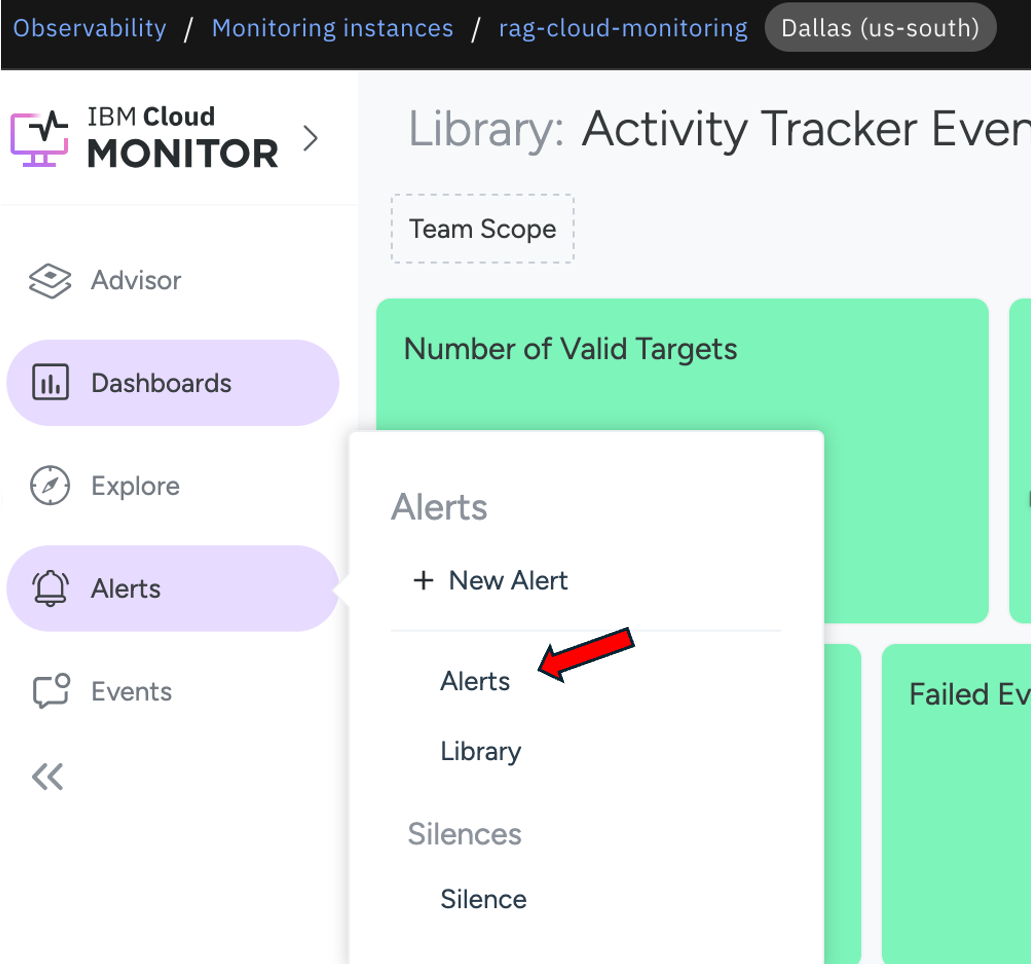 Observability / Monitoring instances / rag-cloud-monitoring Dallas (us-south)
IBM Cloud
MONITOR
Library: Activity Tracker Even
Team Scope
Advisor
Dashboards
Explore
Alerts
Events
Number of Valid Targets
Failed Ev
Alerts
+ New Alert
Alerts
Library
Silences
Silence